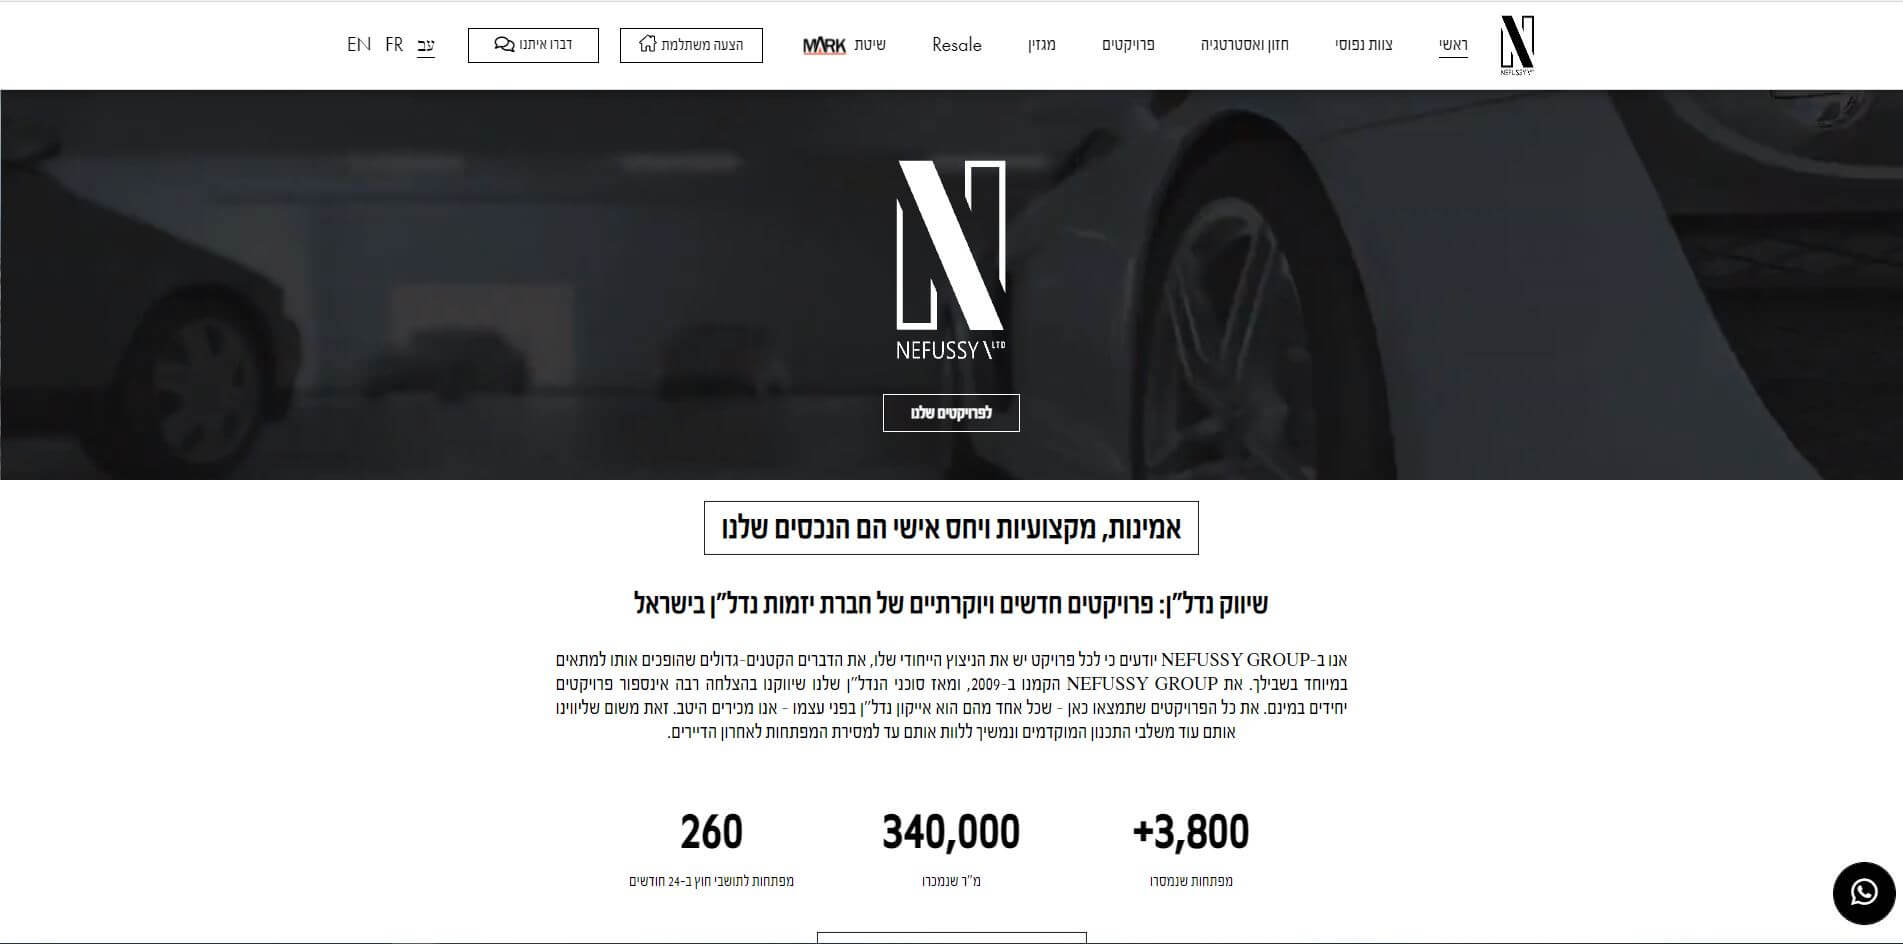 NEFUSSY
ראשי
צוות נפוסי
חזון ואסטרטגיה
פרויקטים
מגזין
Resale
שיטת MARK
הצעה משתלמת
דברו איתנו
עב FR EN
NEFUSSY LTD
לפרויקטים שלנו
אמינות, מקצועיות ויחס אישי הם הנכסים שלנו
שיווק נדל"ן: פרויקטים חדשים ויוקרתיים של חברת יזמות נדל"ן בישראל
אנו ב-NEFUSSY GROUP יודעים כי לכל פרויקט יש את הניצוץ הייחודי שלו, את הדברים הקטנים-גדולים שהופכים אותו למתאים
במיוחד בשבילך. את NEFUSSY GROUP הקמנו ב-2009, ומאז סוכני הנדל"ן שלנו שיווקנו בהצלחה רבה אינספור פרויקטים
יחידים במינם. את כל הפרויקטים שתמצאו כאן - שכל אחד מהם הוא אייקון נדל"ן בפני עצמו - אנו מכירים היטב. זאת משום שליווינו
אותם עוד משלבי התכנון המוקדמים ונמשיך ללוות אותם עד למסירת המפתחות לאחרון הדיירים.
+3,800
מפתחות שנמסרו
340,000
מ"ר שנמכרו
260
מפתחות לתושבי חוץ ב-24 חודשים